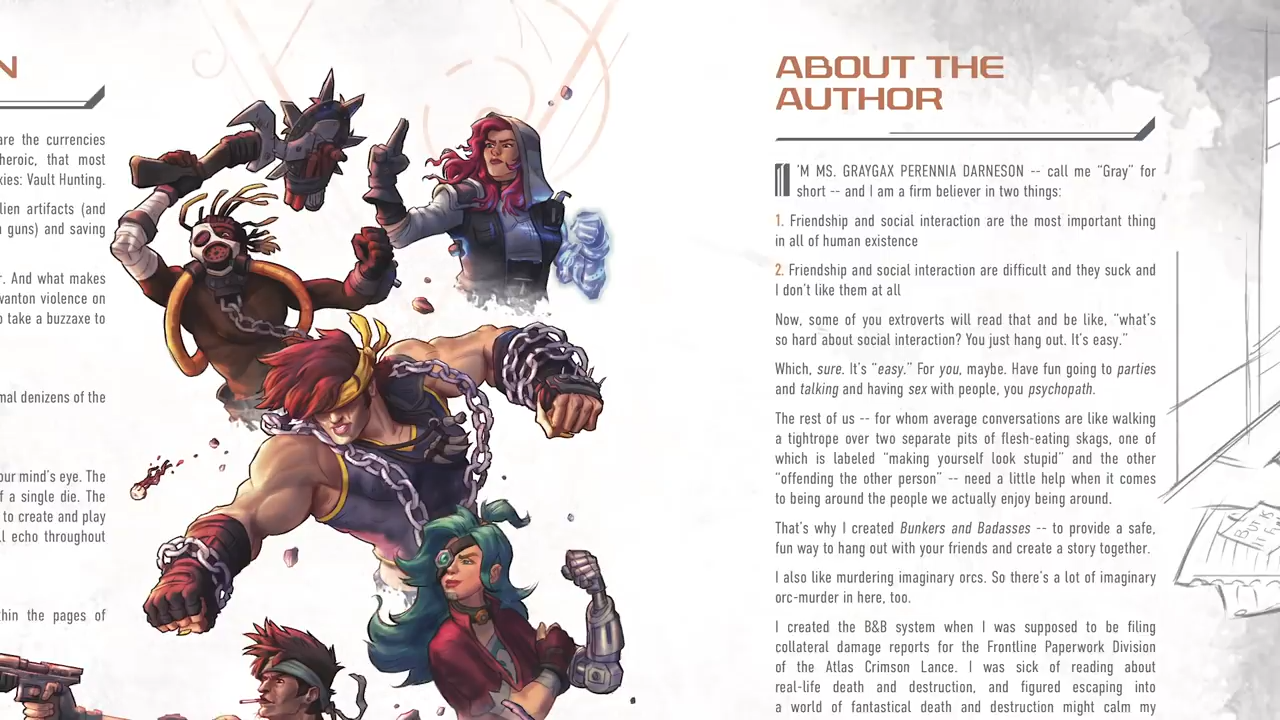 N
are the currencies
heroic, that most
xies: Vault Hunting.
lien artifacts (and
guns) and saving
r. And what makes
wanton violence on
o take a buzzaxe to
mal denizens of the
our mind's eye. The
f a single die. The
to create and play
ll echo throughout
thin the pages of
ABOUT THE
AUTHOR
I'M MS. GRAYGAX PERENNIA DARNESON -- call me "Gray" for
short -- and I am a firm believer in two things:
1. Friendship and social interaction are the most important thing
in all of human existence
2. Friendship and social interaction are difficult and they suck and
I don't like them at all
Now, some of you extroverts will read that and be like, "what's
so hard about social interaction? You just hang out. It's easy."
Which, sure. It's "easy." For you, maybe. Have fun going to parties
and talking and having sex with people, you psychopath.
The rest of us -- for whom average conversations are like walking
a tightrope over two separate pits of flesh-eating skags, one of
which is labeled "making yourself look stupid" and the other
"offending the other person" -- need a little help when it comes
to being around the people we actually enjoy being around.
That's why I created Bunkers and Badasses -- to provide a safe,
fun way to hang out with your friends and create a story together.
I also like murdering imaginary orcs. So there's a lot of imaginary
orc-murder in here, too.
I created the B&B system when I was supposed to be filing
collateral damage reports for the Frontline Paperwork Division
of the Atlas Crimson Lance. I was sick of reading about
real-life death and destruction, and figured escaping into
a world of fantastical death and destruction might calm my